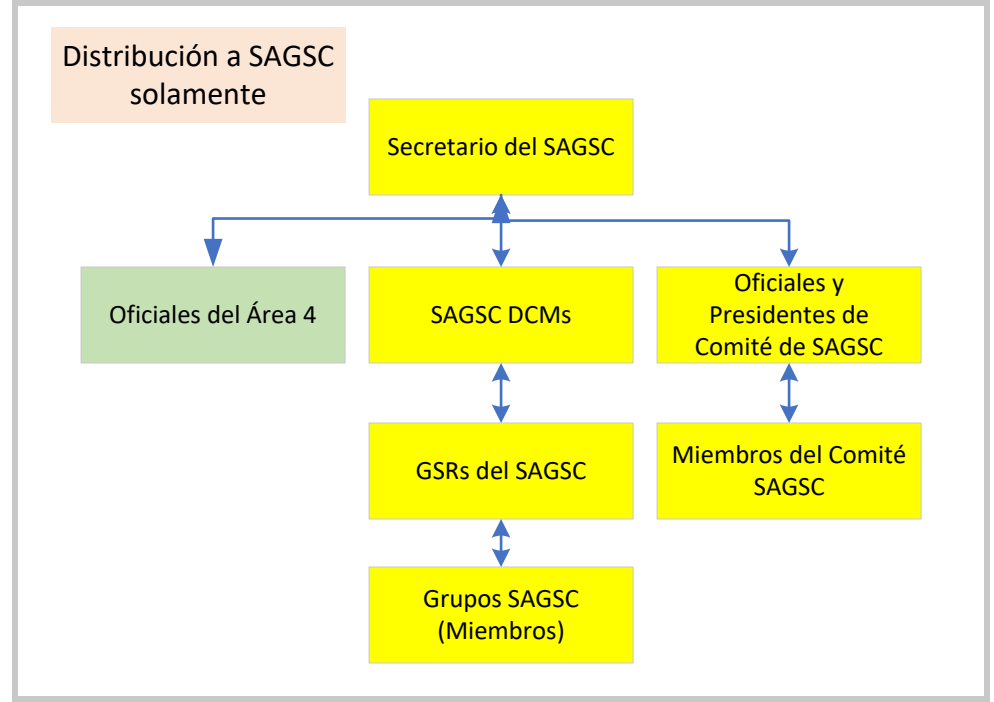 Distribución a SAGSC
solamente
Secretario del SAGSC
Oficiales del Área 4
SAGSC DCMs
Oficiales y
Presidentes de
Comité de SAGSC
GSRs del SAGSC
Miembros del Comité
SAGSC
Grupos SAGSC
(Miembros)